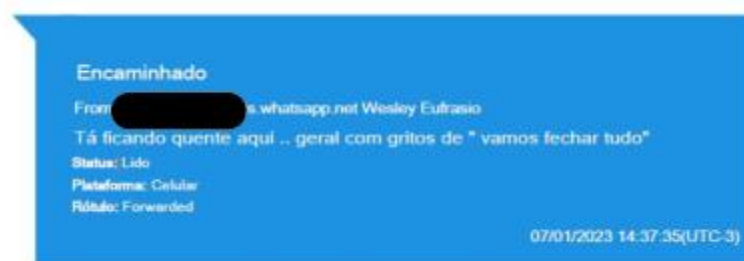 Encaminhado
From s.whatsapp.net Wesley Eufrasio
Tá ficando quente aqui .. geral com gritos de " vamos fechar tudo"
Status: Lido
Plataforma: Celular
Rótulo: Forwarded
07/01/2023 14:37:35(UTC-3)